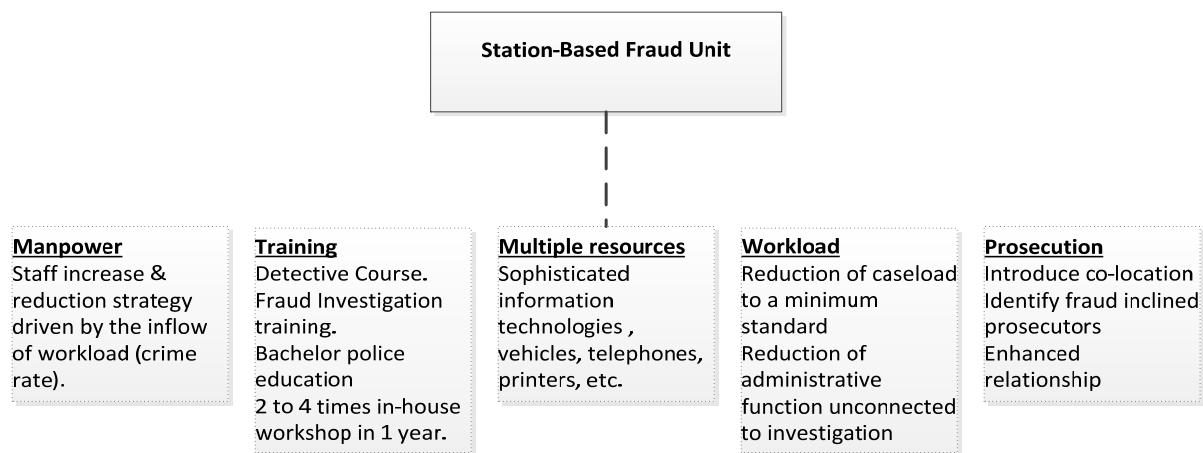 Station-Based Fraud Unit
Manpower
Staff increase &
reduction strategy
driven by the inflow
of workload (crime
rate).
Training
Detective Course.
Fraud Investigation
training.
Bachelor police
education
2 to 4 times in-house
workshop in 1 year.
Multiple resources
Sophisticated
information
technologies ,
vehicles, telephones,
printers, etc.
Workload
Reduction of caseload
to a minimum
standard
Reduction of
administrative
function unconnected
to investigation
Prosecution
Introduce co-location
Identify fraud inclined
prosecutors
Enhanced
relationship